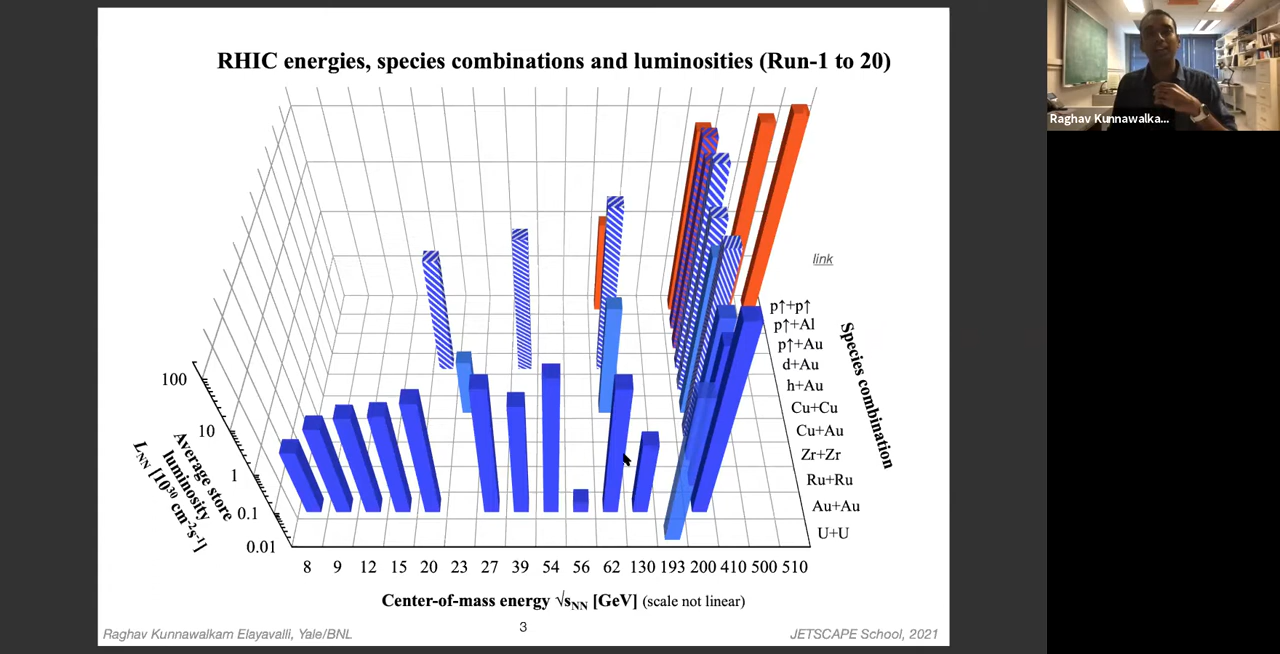 RHIC energies, species combinations and luminosities (Run-1 to 20)
Raghav Kunnawalka...
link
p↑+p↑
p↑+Al
p↑+Au
d+Au
h+Au
Cu+Cu
Cu+Au
Zr+Zr
Ru+Ru
Au+Au
U+U
Species combination
100
10
1
0.1
0.01
Average store
luminosity
L_NN [10³⁰ cm⁻²s⁻¹]
8 9 12 15 20 23 27 39 54 56 62 130 193 200 410 500 510
Center-of-mass energy √s_NN [GeV] (scale not linear)
Raghav Kunnawalkam Elayavalli, Yale/BNL
3
JETSCAPE School, 2021